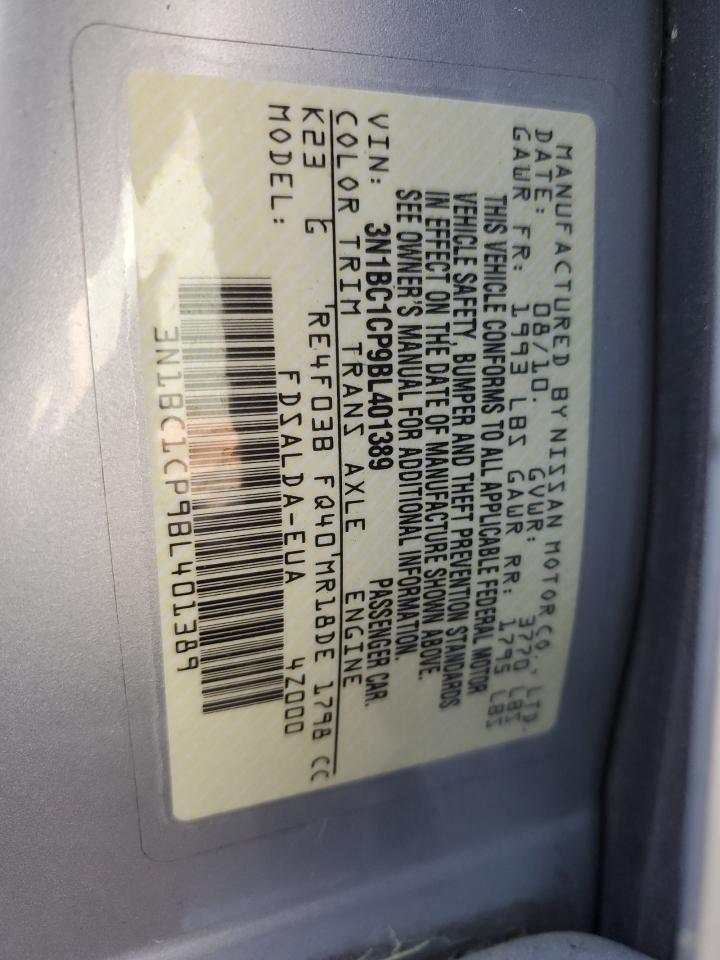 MANUFACTURED BY NISSAN MOTOR CO., LTD.
DATE: 08/10. GVWR: 3770 LBS
GAWR FR: 1993 LBS GAWR RR: 1795 LBS
THIS VEHICLE CONFORMS TO ALL APPLICABLE FEDERAL MOTOR
VEHICLE SAFETY, BUMPER AND THEFT PREVENTION STANDARDS
IN EFFECT ON THE DATE OF MANUFACTURE SHOWN ABOVE.
SEE OWNER'S MANUAL FOR ADDTIONAL INFORMATION.
VIN: 3N1BC1CP9BL401389 PASSENGER CAR.
COLOR TRIM TRANS AXLE ENGINE
K23 G RE4F03B FQ40 MR18DE 1798 CC
MODEL: FDSALDA-EUA 4Z000
3N1BC1CP9BL401389